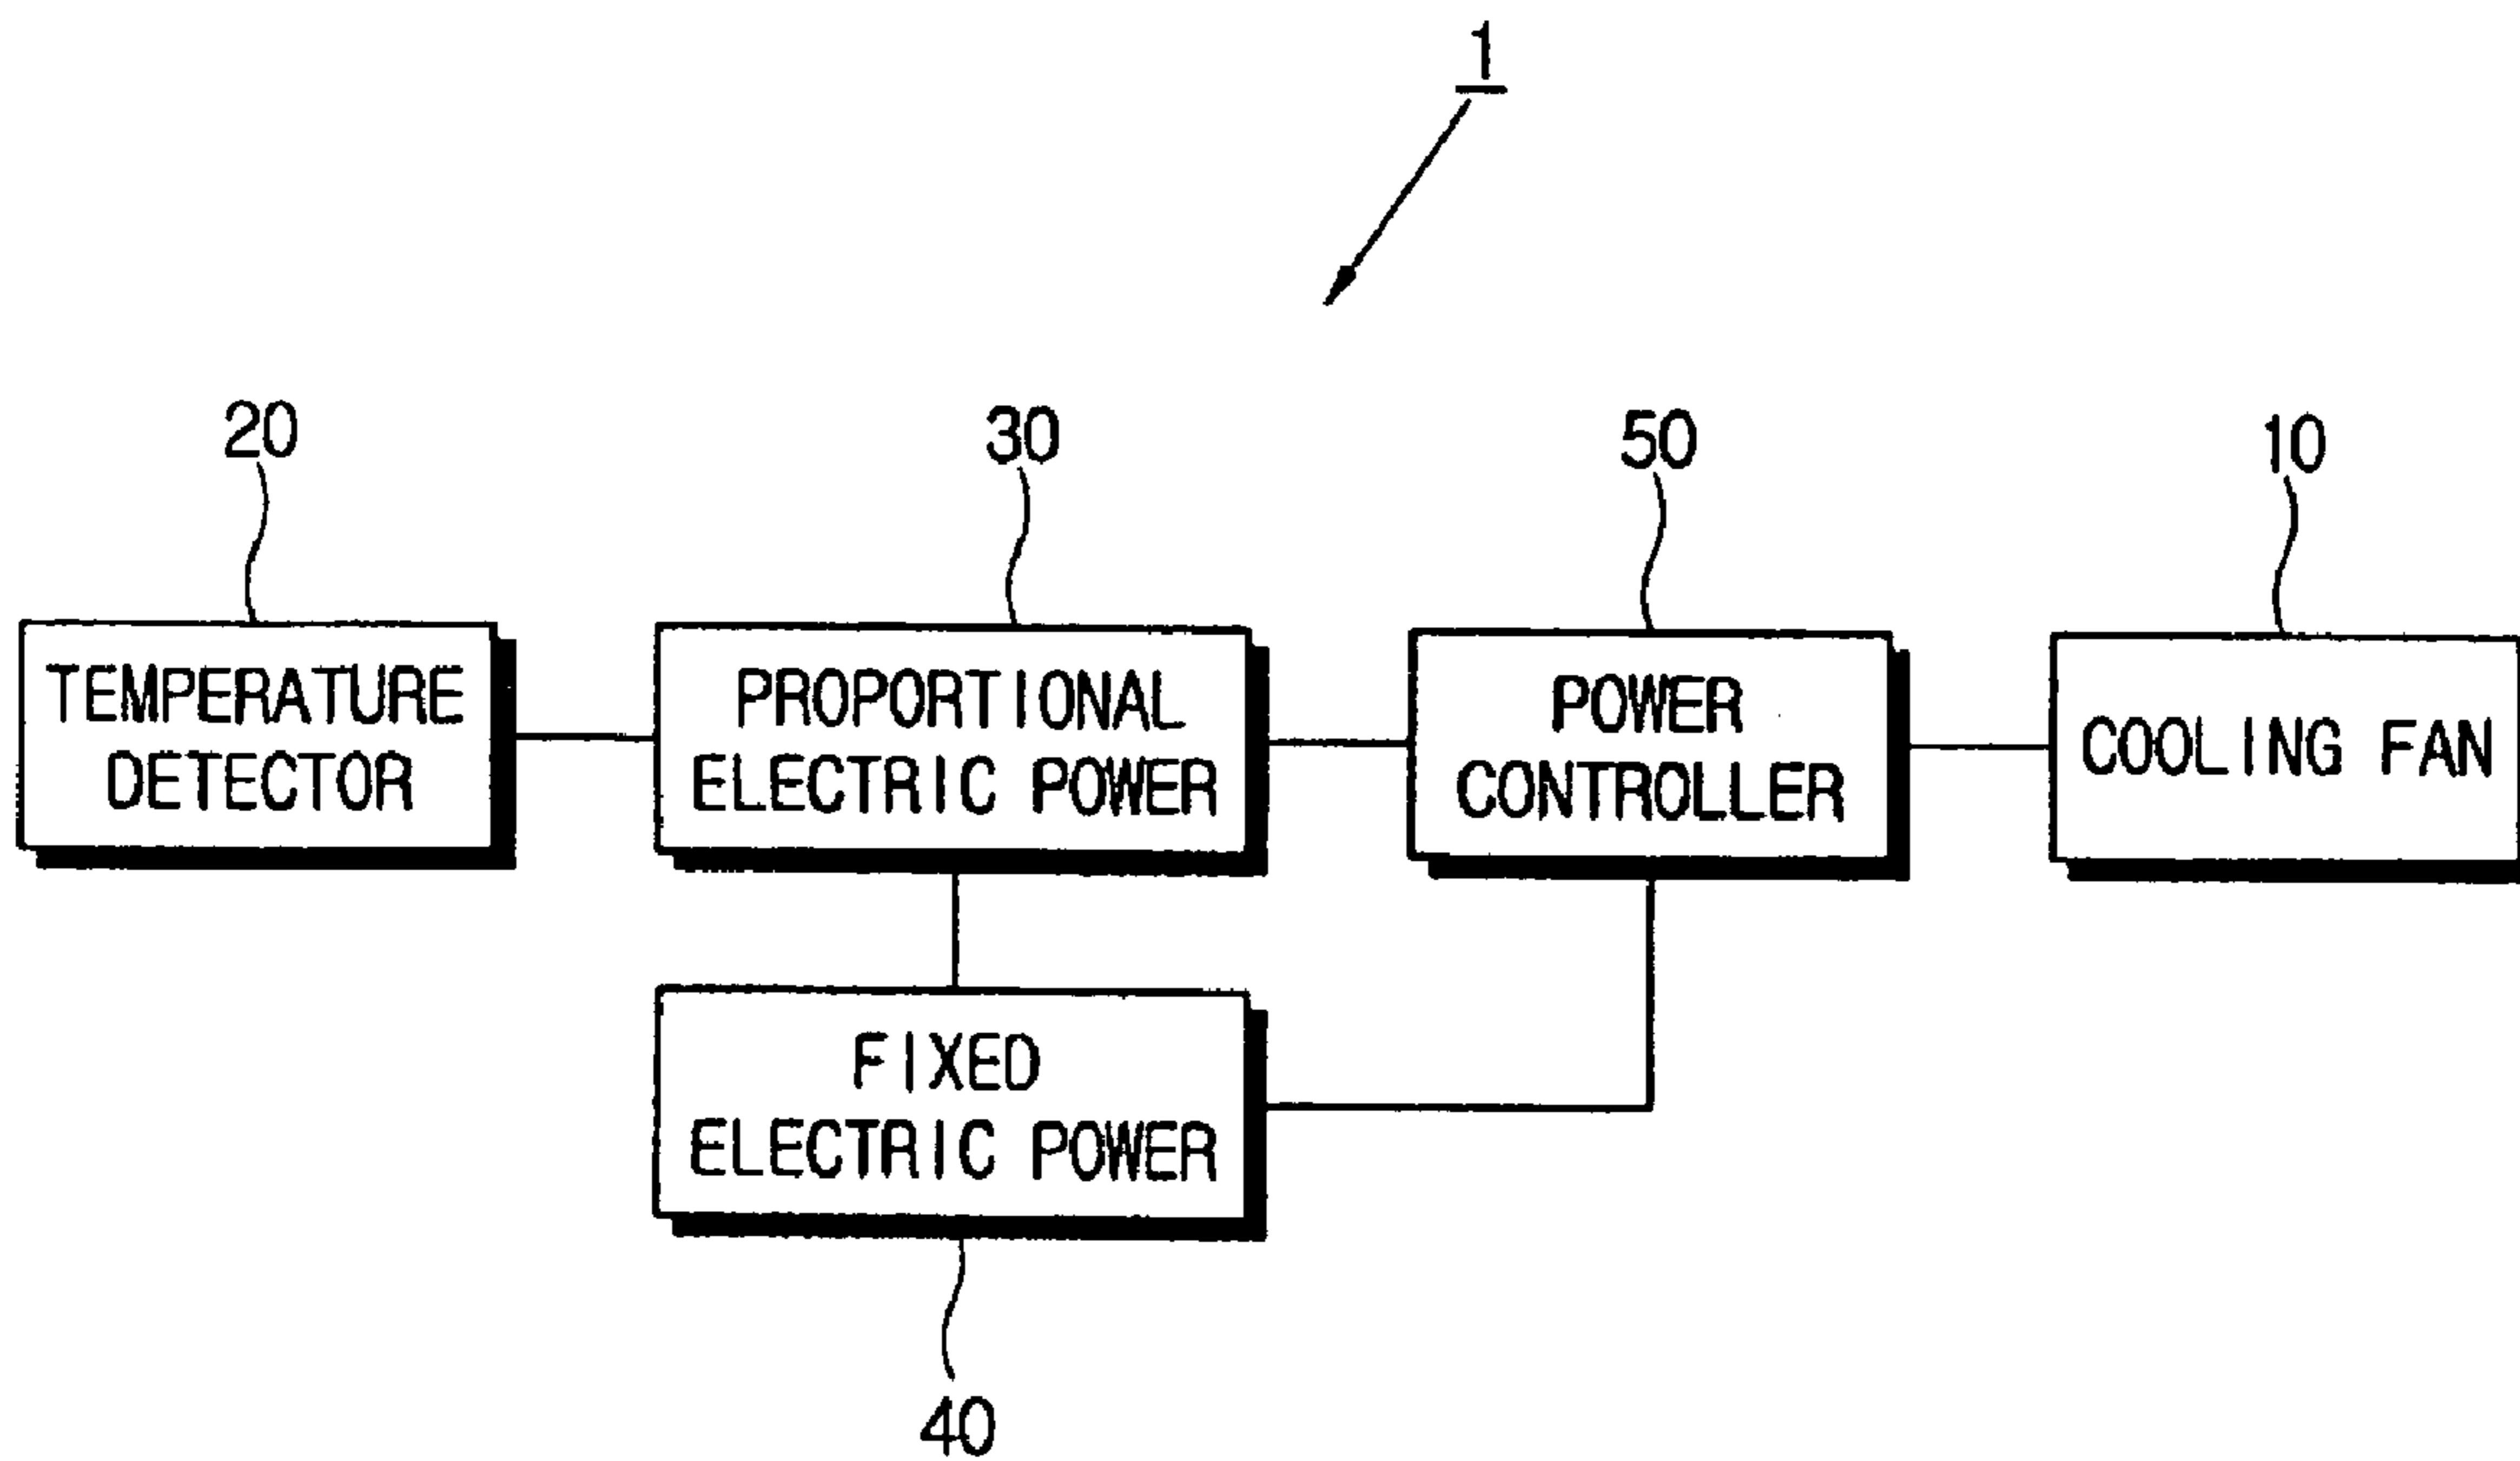 1
20
30
50
10
TEMPERATURE
DETECTOR
PROPORTIONAL
ELECTRIC POWER
POWER
CONTROLLER
COOLING FAN
FIXED
ELECTRIC POWER
40